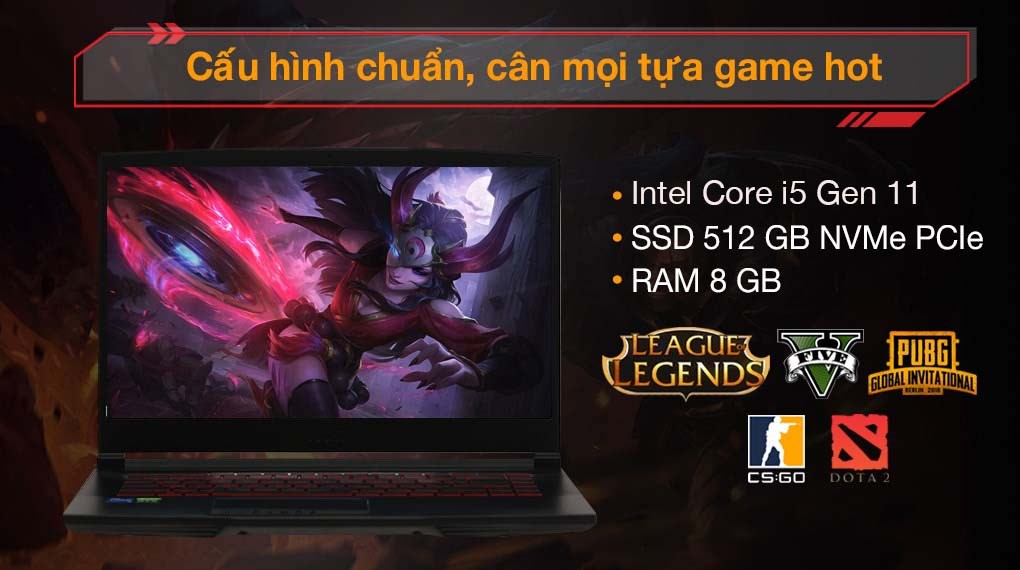 Cấu hình chuẩn, cân mọi tựa game hot
• Intel Core i5 Gen 11
• SSD 512 GB NVMe PCIe
• RAM 8 GB
LEAGUE OF
LEGENDS
V
FIVE
PUBG
GLOBAL INVITATIONAL
BERLIN 2018
CS:GO
DOTA 2